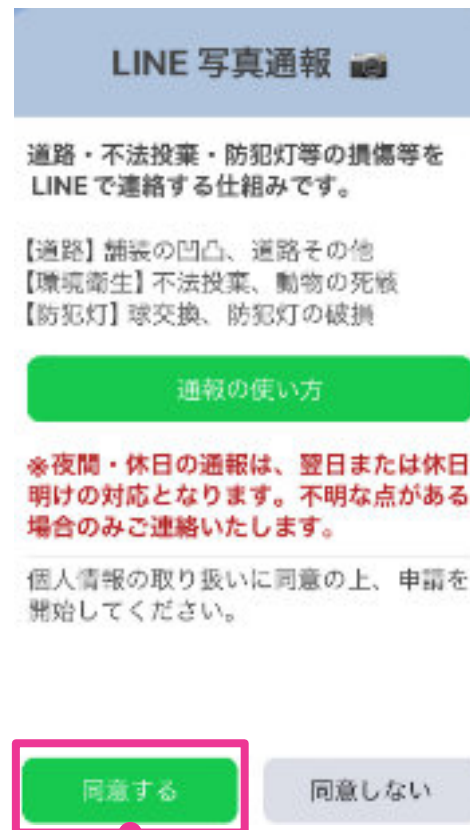 LINE 写真通報 📷
道路・不法投棄・防犯灯等の損傷等を
LINEで連絡する仕組みです。
【道路】舗装の凹凸、道路その他
【環境衛生】不法投棄、動物の死骸
【防犯灯】球交換、防犯灯の破損
通報の使い方
※夜間・休日の通報は、翌日または休日
明けの対応となります。不明な点がある
場合のみご連絡いたします。
個人情報の取り扱いに同意の上、申請を
開始してください。
同意する
同意しない